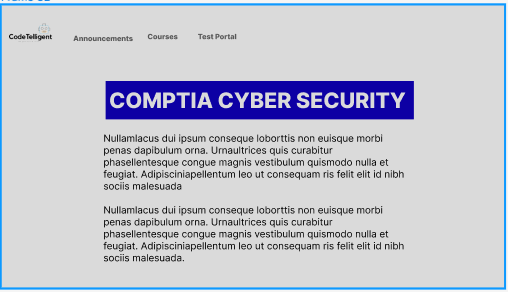 CodeTelligent
Announcements
Courses
Test Portal
COMPTIA CYBER SECURITY
Nullamlacus dui ipsum conseque loborttis non euisque morbi
penas dapibulum orna. Urnaultrices quis curabitur
phasellentesque congue magnis vestibulum quismodo nulla et
feugiat. Adipisciniapellentum leo ut consequam ris felit elit id nibh
sociis malesuada
Nullamlacus dui ipsum conseque loborttis non euisque morbi
penas dapibulum orna. Urnaultrices quis curabitur
phasellentesque congue magnis vestibulum quismodo nulla et
feugiat. Adipisciniapellentum leo ut consequam ris felit elit id nibh
sociis malesuada.